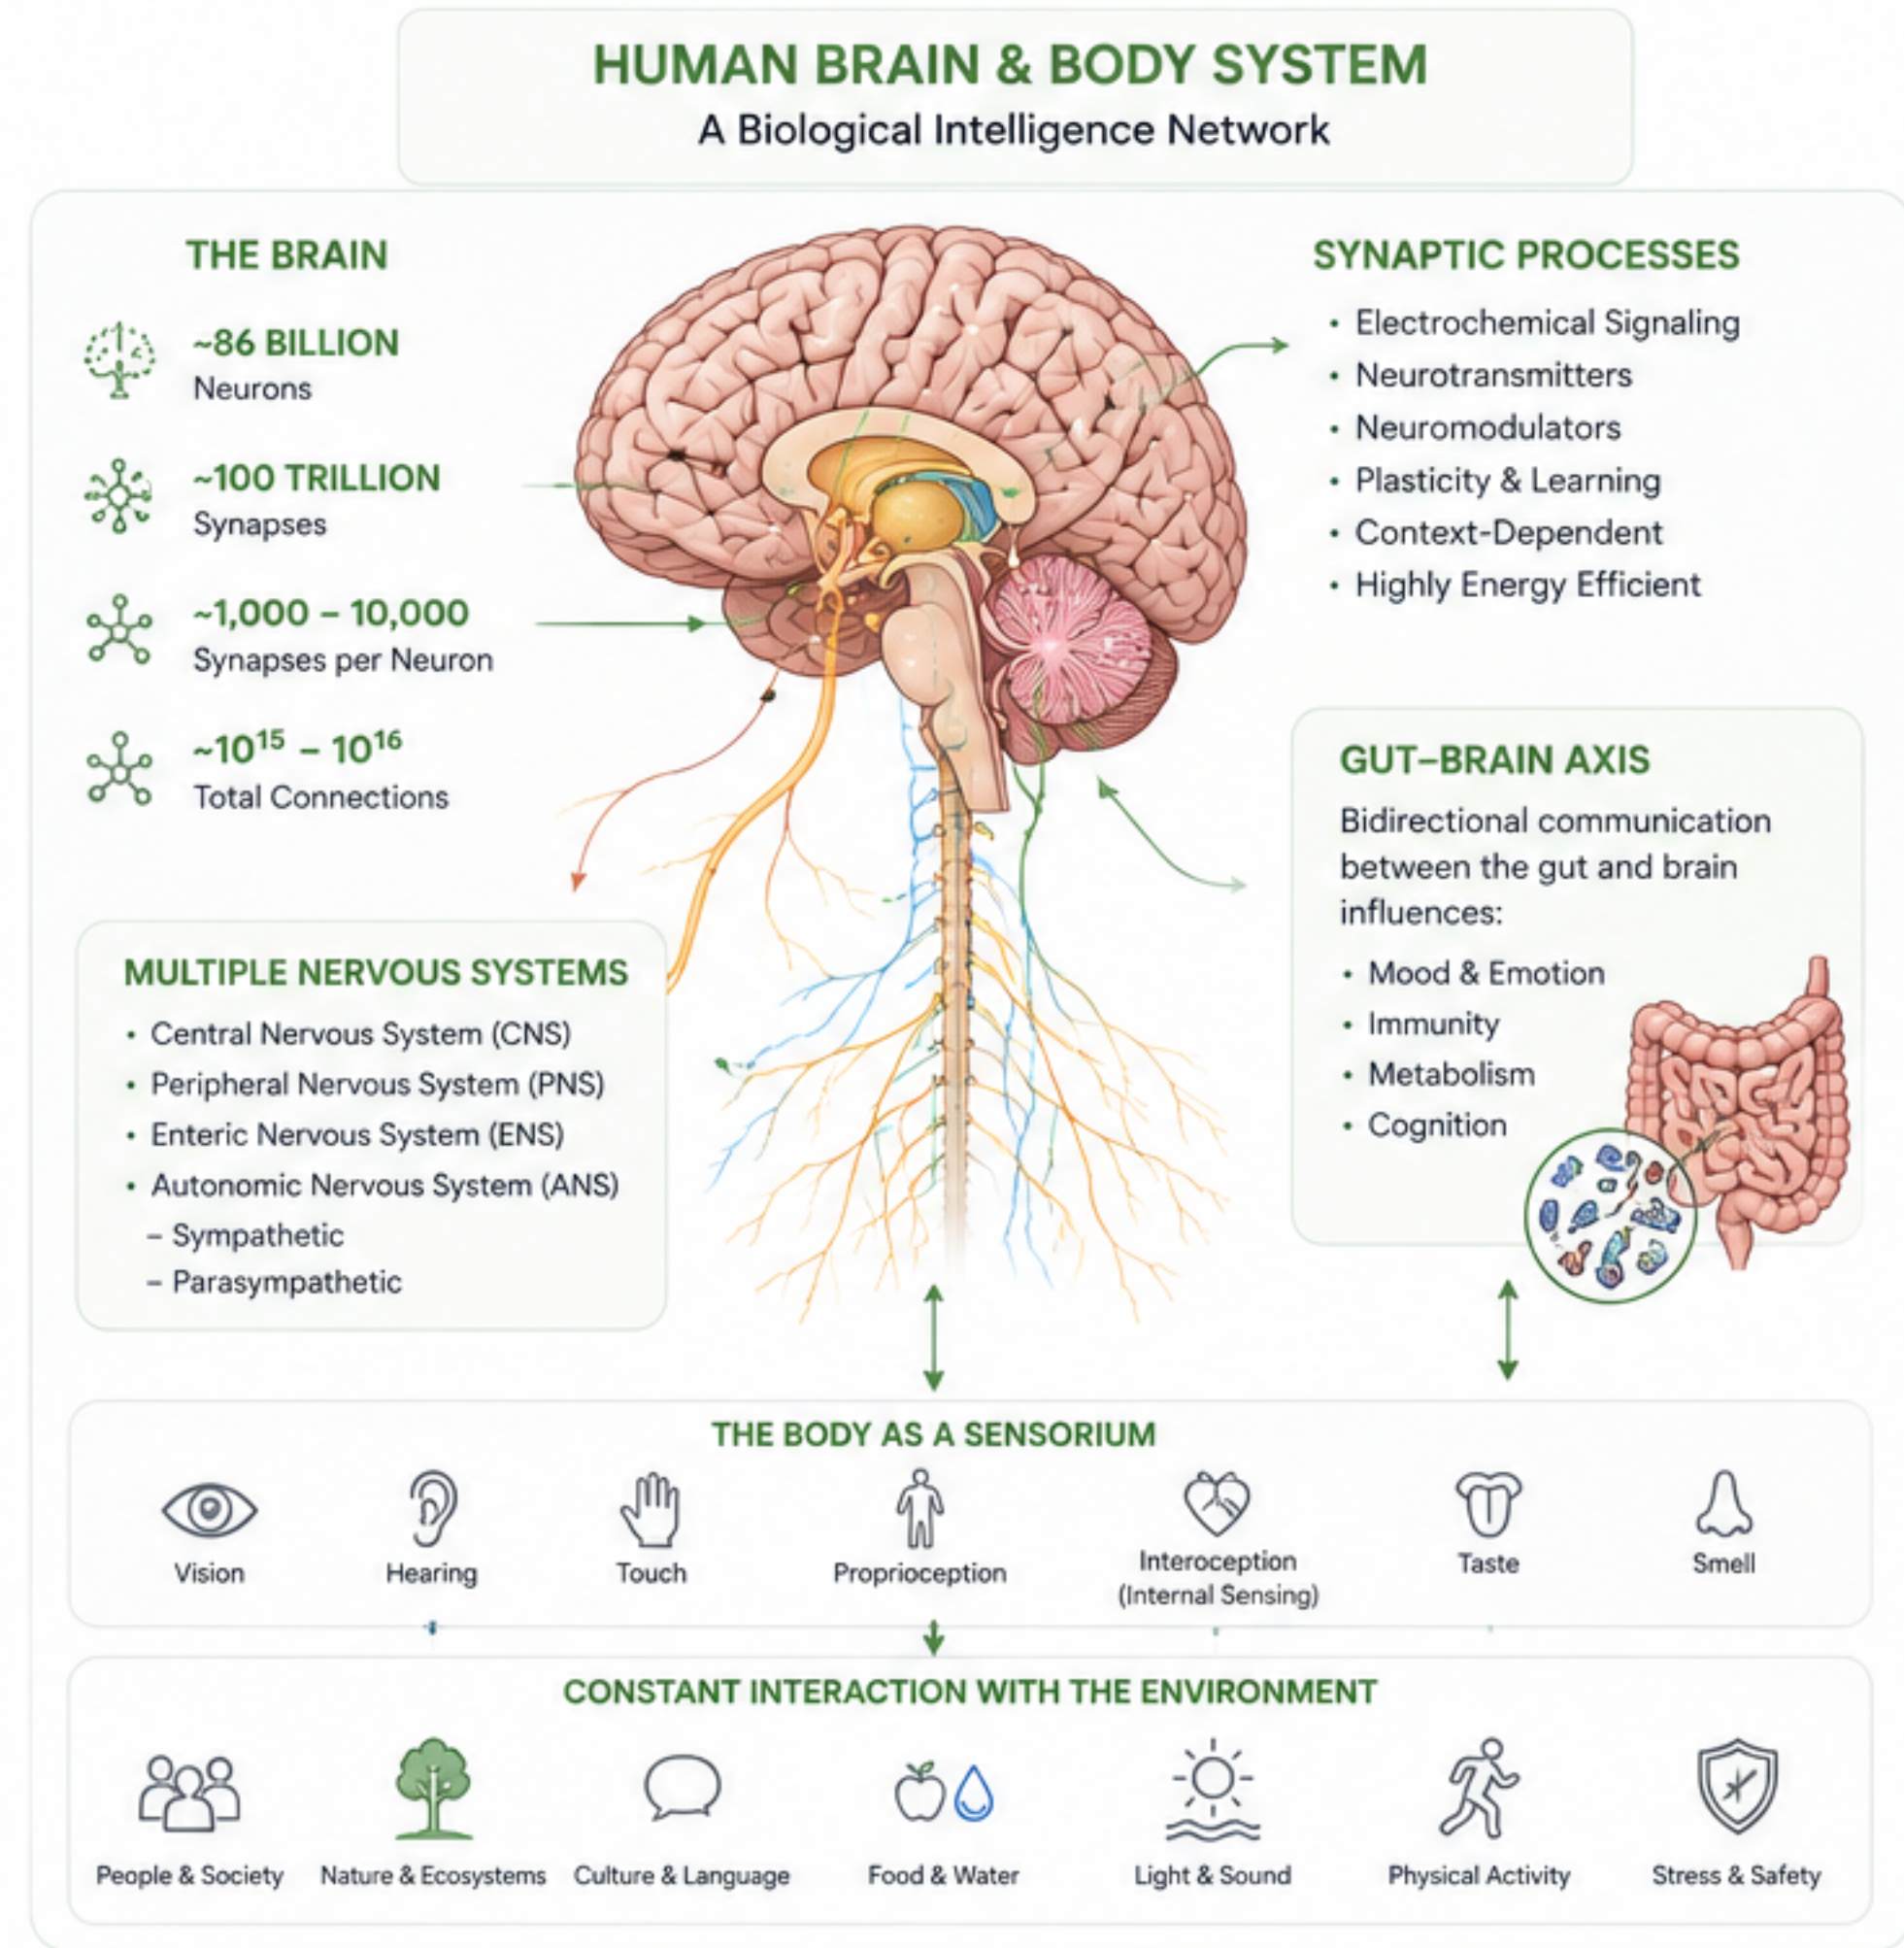 HUMAN BRAIN & BODY SYSTEM
A Biological Intelligence Network
THE BRAIN
~86 BILLION
Neurons
~100 TRILLION
Synapses
~1,000 – 10,000
Synapses per Neuron
~10¹⁵ – 10¹⁶
Total Connections
SYNAPTIC PROCESSES
• Electrochemical Signaling
• Neurotransmitters
• Neuromodulators
• Plasticity & Learning
• Context-Dependent
• Highly Energy Efficient
GUT–BRAIN AXIS
Bidirectional communication
between the gut and brain
influences:
• Mood & Emotion
• Immunity
• Metabolism
• Cognition
MULTIPLE NERVOUS SYSTEMS
• Central Nervous System (CNS)
• Peripheral Nervous System (PNS)
• Enteric Nervous System (ENS)
• Autonomic Nervous System (ANS)
– Sympathetic
– Parasympathetic
THE BODY AS A SENSORIUM
Vision
Hearing
Touch
Proprioception
Interoception
(Internal Sensing)
Taste
Smell
CONSTANT INTERACTION WITH THE ENVIRONMENT
People & Society
Nature & Ecosystems
Culture & Language
Food & Water
Light & Sound
Physical Activity
Stress & Safety